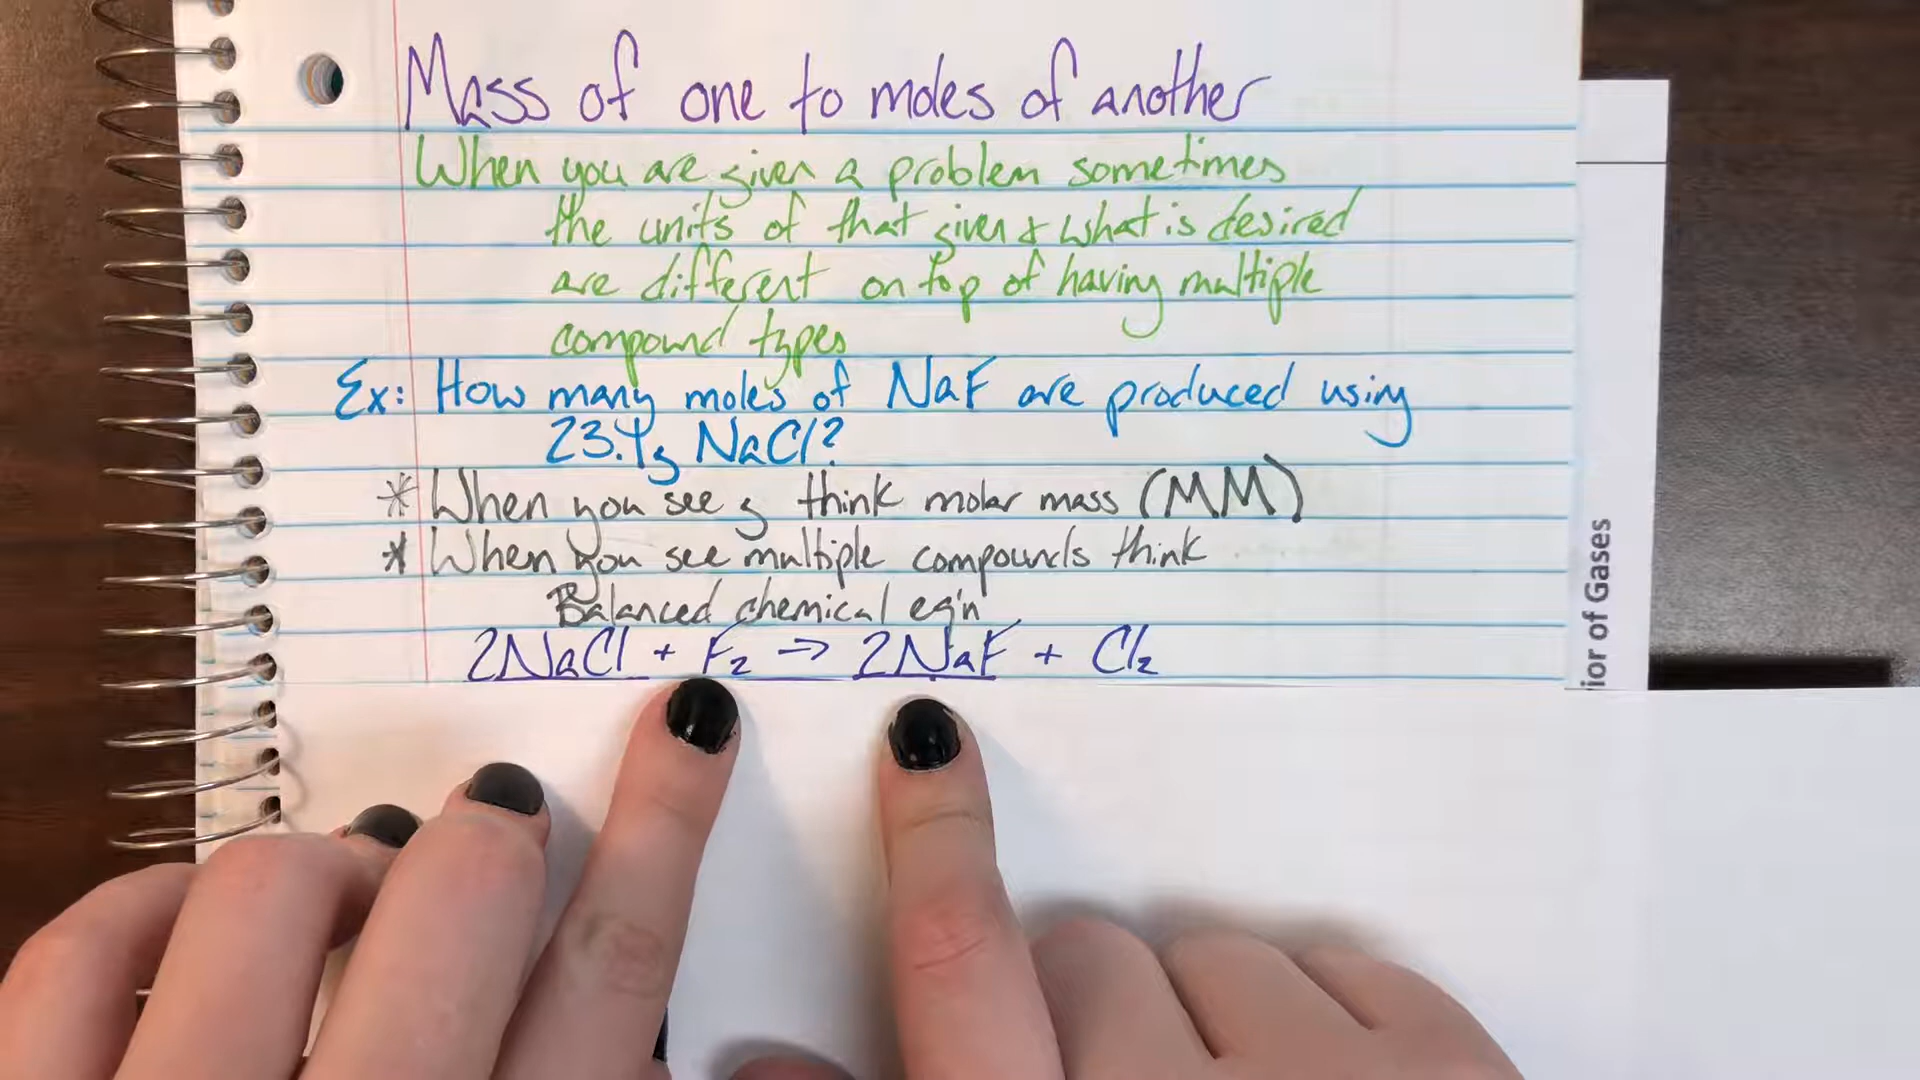 Mass of one to moles of another
When you are given a problem sometimes
the units of that given & what is desired
are different on top of having multiple
compound types
Ex: How many moles of NaF are produced using
23.4g NaCl?
* When you see g think molar mass (MM)
* When you see multiple compounds think
Balanced chemical eq'n
2NaCl + F₂ → 2NaF + Cl₂
ior of Gases